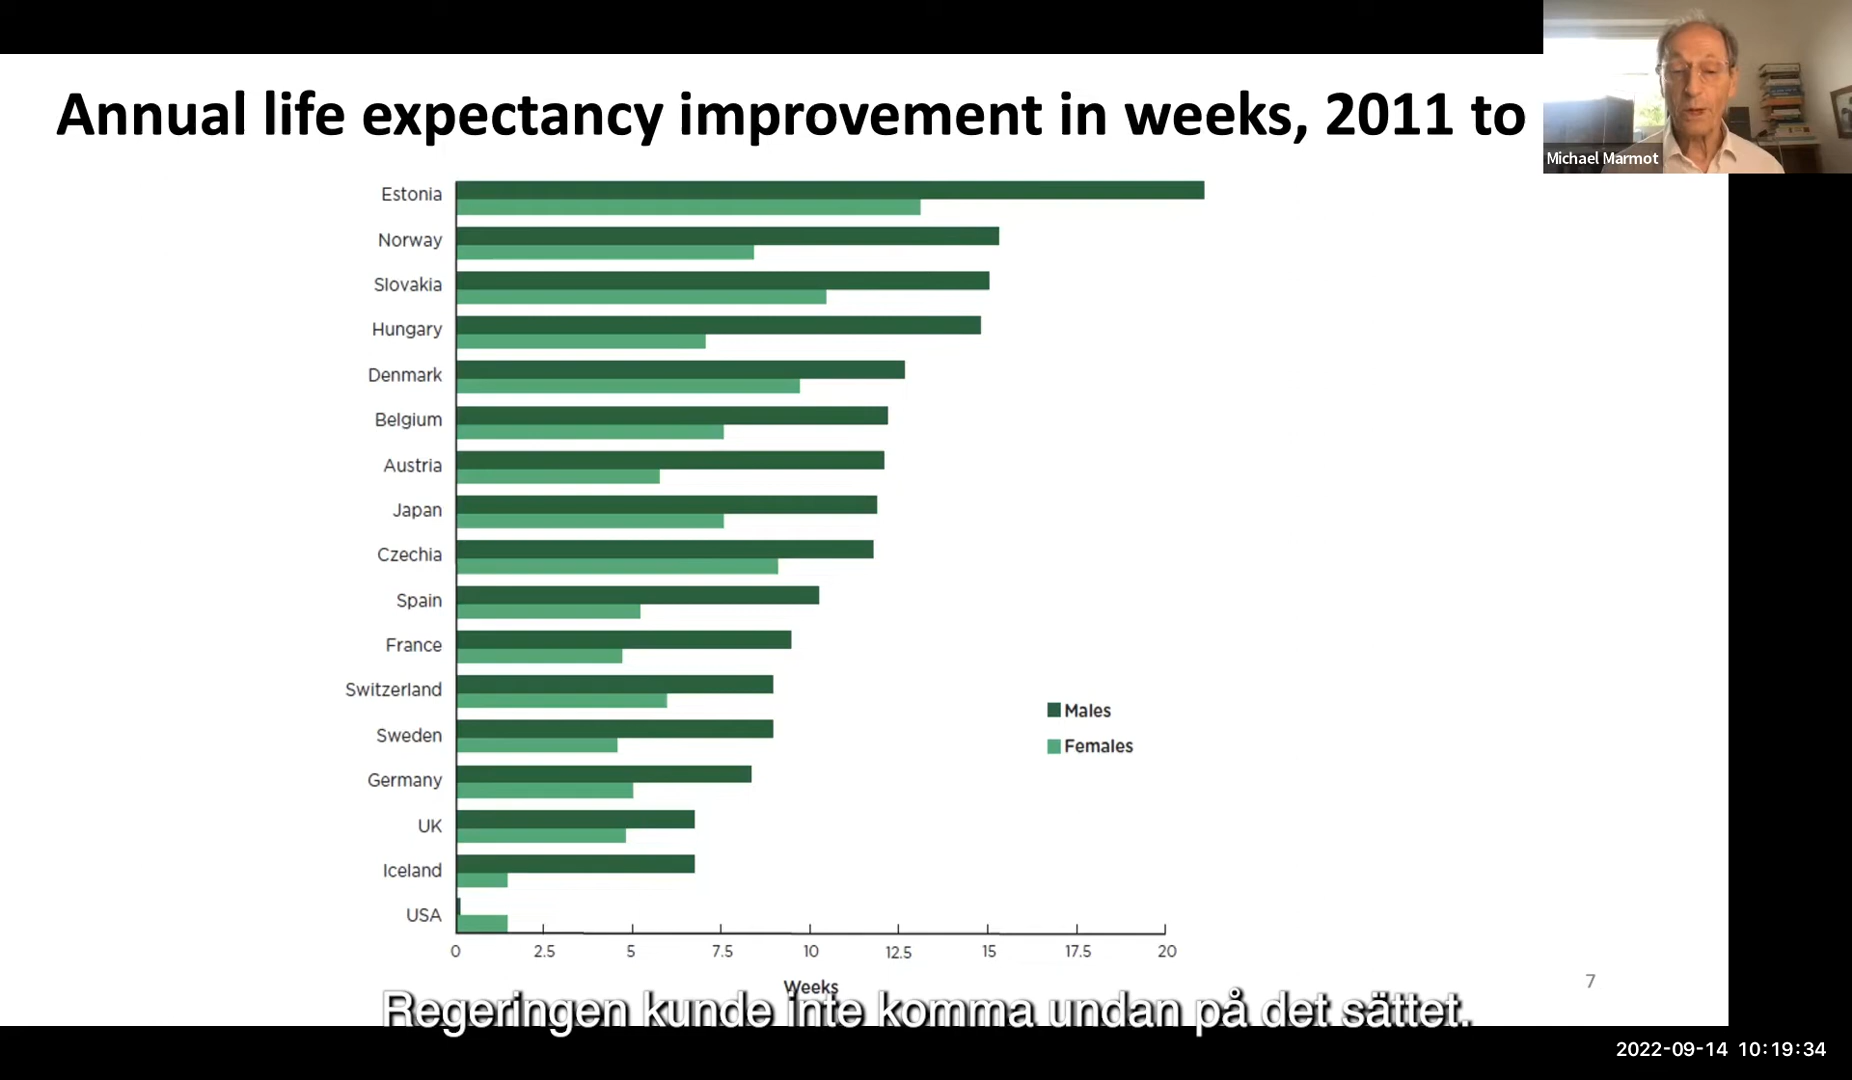 Annual life expectancy improvement in weeks, 2011 to
Michael Marmot
Estonia
Norway
Slovakia
Hungary
Denmark
Belgium
Austria
Japan
Czechia
Spain
France
Switzerland
Sweden
Germany
UK
Iceland
USA
Males
Females
0 2.5 5 7.5 10 12.5 15 17.5 20
Weeks
7
Regeringen kunde inte komma undan på det sättet.
2022-09-14 10:19:34